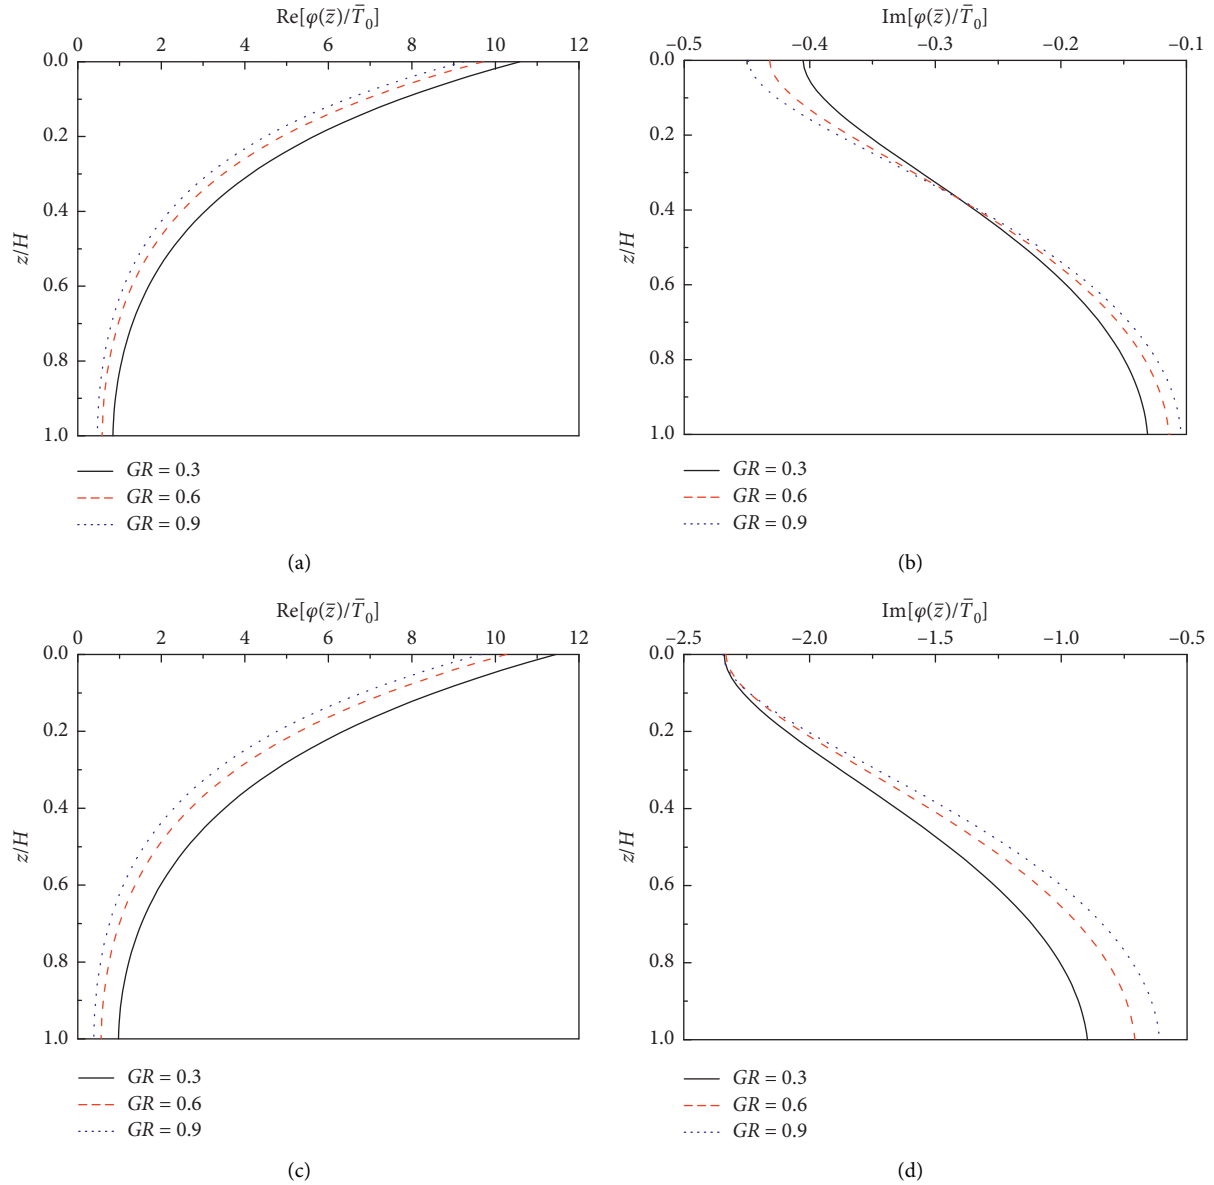 Re[φ(z̄)/T̄₀]
0 2 4 6 8 10 12
0.0
0.2
0.4
0.6
0.8
1.0
z/H
GR = 0.3
GR = 0.6
GR = 0.9
(a)
Im[φ(z̄)/T̄₀]
−0.5 −0.4 −0.3 −0.2 −0.1
0.0
0.2
0.4
0.6
0.8
1.0
z/H
GR = 0.3
GR = 0.6
GR = 0.9
(b)
Re[φ(z̄)/T̄₀]
0 2 4 6 8 10 12
0.0
0.2
0.4
0.6
0.8
1.0
z/H
GR = 0.3
GR = 0.6
GR = 0.9
(c)
Im[φ(z̄)/T̄₀]
−2.5 −2.0 −1.5 −1.0 −0.5
0.0
0.2
0.4
0.6
0.8
1.0
z/H
GR = 0.3
GR = 0.6
GR = 0.9
(d)